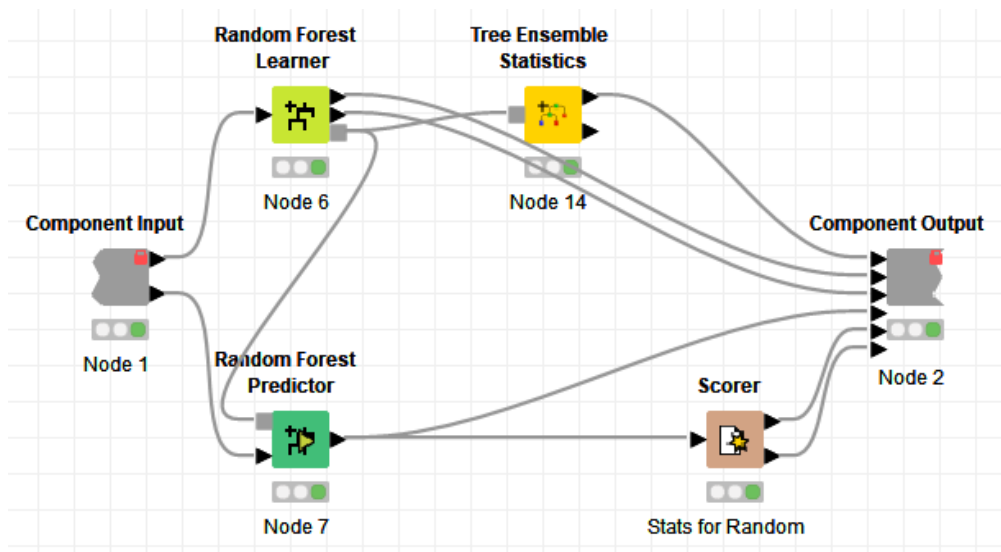 Random Forest
Learner
Tree Ensemble
Statistics
Node 6
Node 14
Component Input
Component Output
Node 1
Random Forest
Predictor
Scorer
Node 2
Node 7
Stats for Random